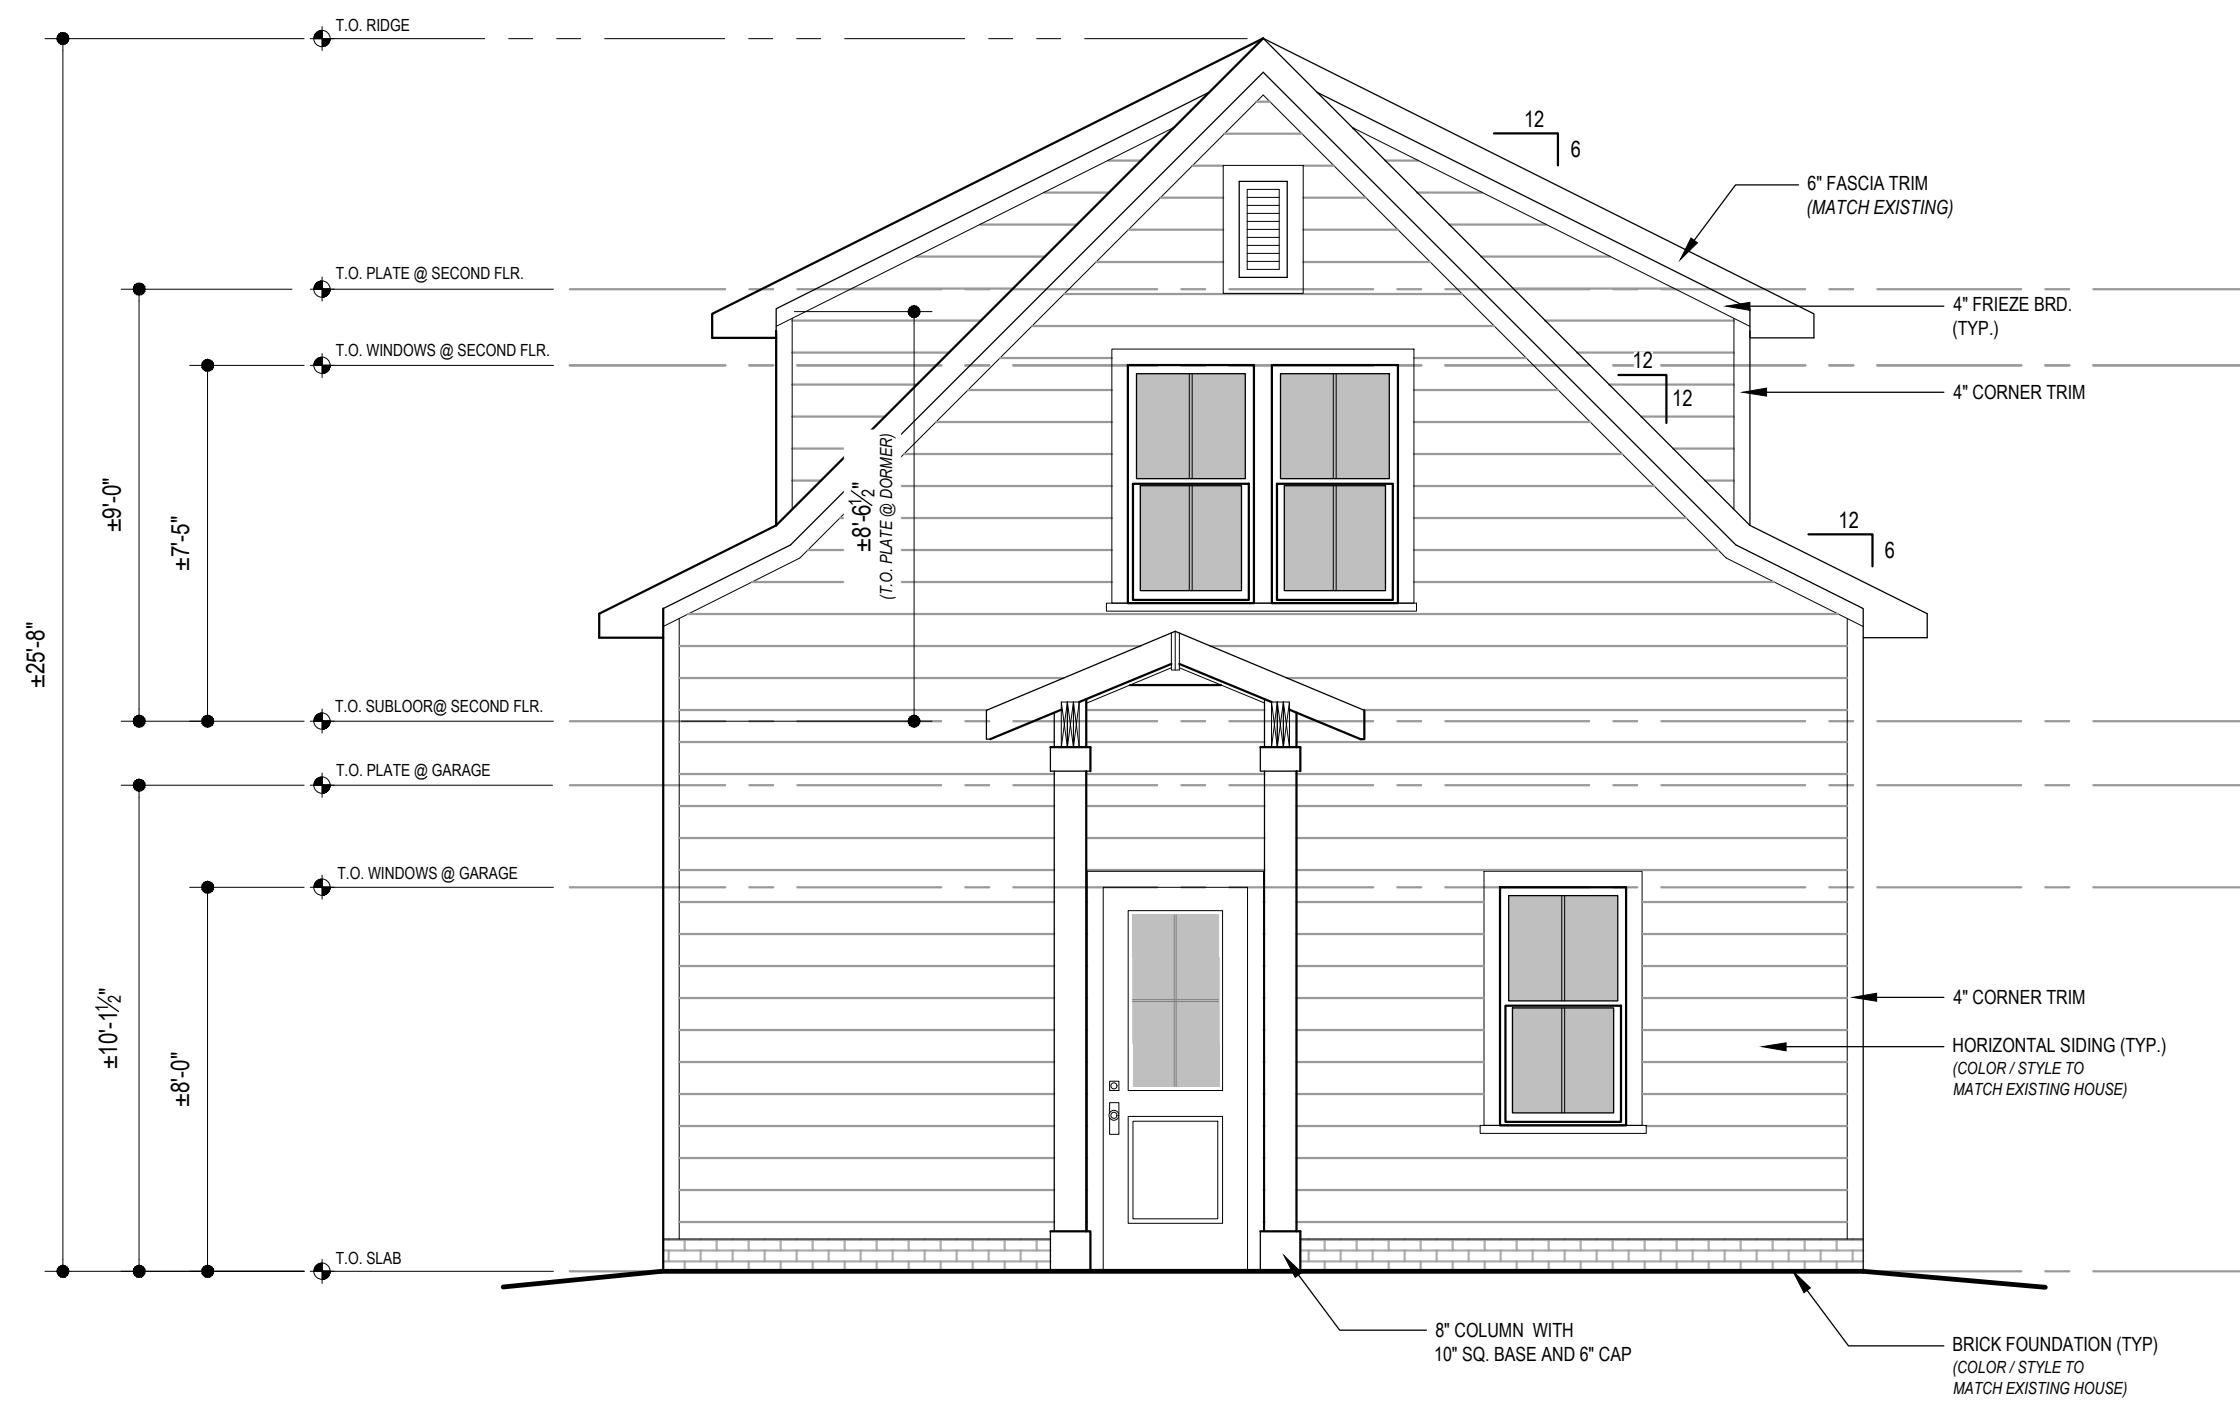 T.O. RIDGE
12
6
6" FASCIA TRIM
(MATCH EXISTING)
T.O. PLATE @ SECOND FLR.
4" FRIEZE BRD.
(TYP.)
T.O. WINDOWS @ SECOND FLR.
12
12
4" CORNER TRIM
±9'-0"
±7'-5"
±8'-6½"
(T.O. PLATE @ DORMER)
12
6
±25'-8"
T.O. SUBLOOR@ SECOND FLR.
T.O. PLATE @ GARAGE
T.O. WINDOWS @ GARAGE
±10'-1½"
±8'-0"
4" CORNER TRIM
HORIZONTAL SIDING (TYP.)
(COLOR / STYLE TO
MATCH EXISTING HOUSE)
T.O. SLAB
8" COLUMN WITH
10" SQ. BASE AND 6" CAP
BRICK FOUNDATION (TYP)
(COLOR / STYLE TO
MATCH EXISTING HOUSE)